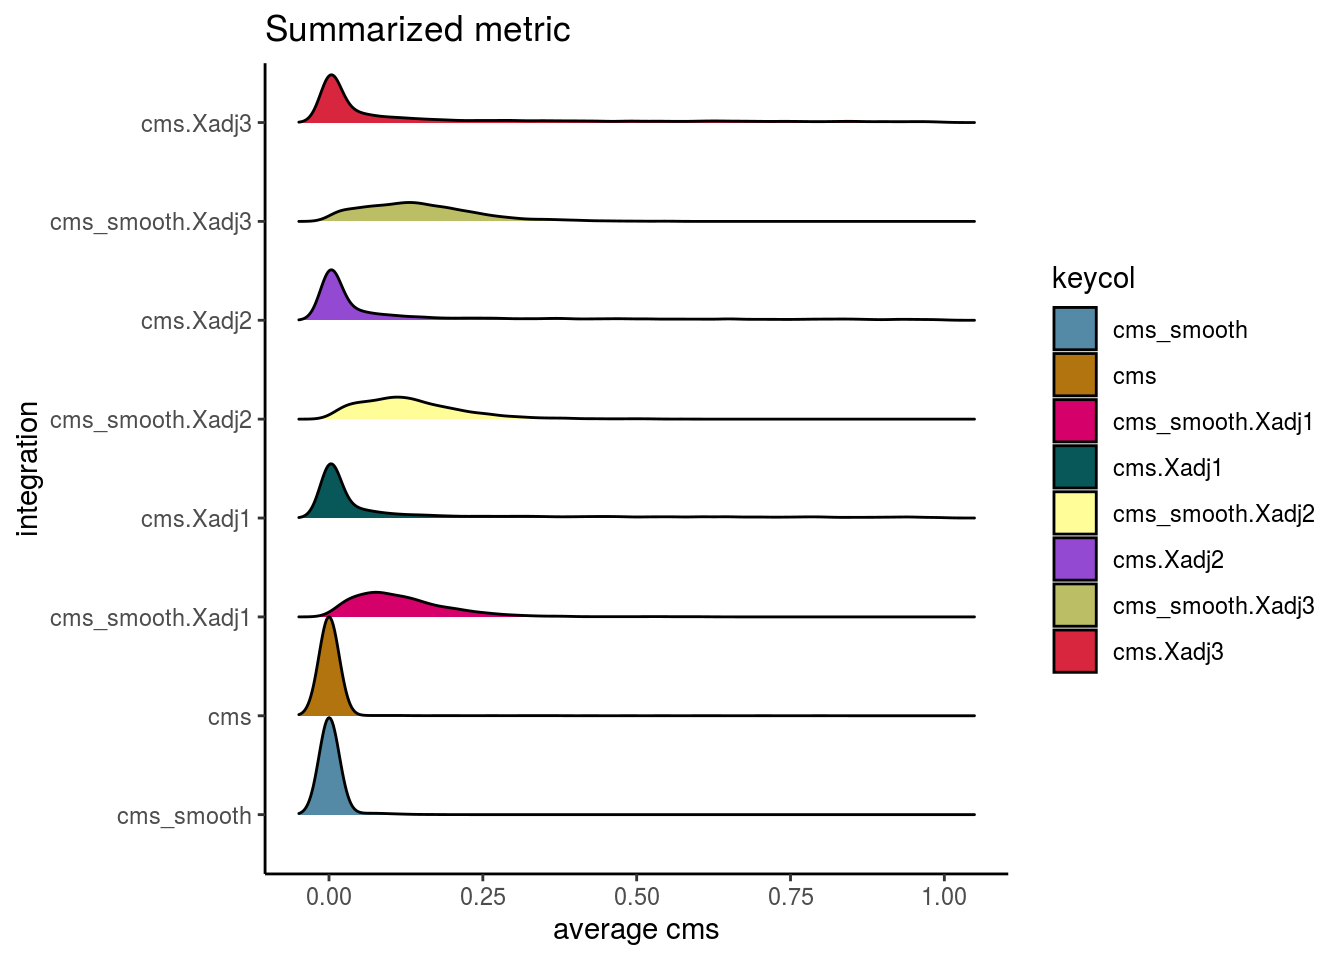 Summarized metric
integration
cms.Xadj3
cms_smooth.Xadj3
cms.Xadj2
cms_smooth.Xadj2
cms.Xadj1
cms_smooth.Xadj1
cms
cms_smooth
0.00 0.25 0.50 0.75 1.00
average cms
keycol
cms_smooth
cms
cms_smooth.Xadj1
cms.Xadj1
cms_smooth.Xadj2
cms.Xadj2
cms_smooth.Xadj3
cms.Xadj3